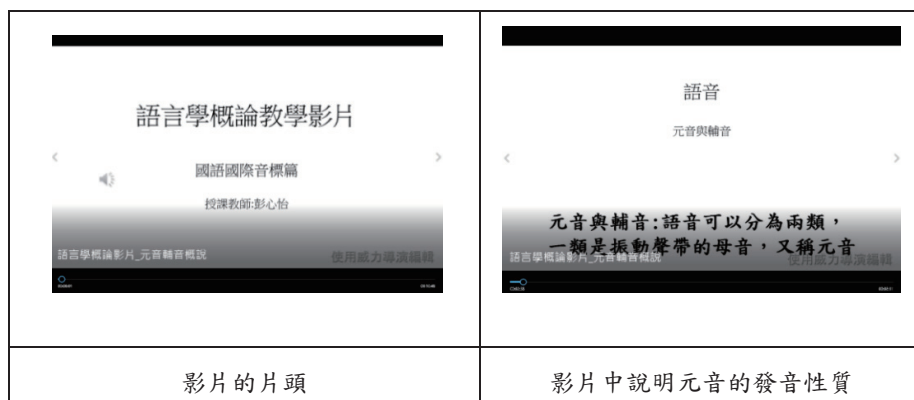 語言學概論教學影片
國語國際音標篇
授課教師:彭心怡
語言學概論影片_元音輔音概說
使用威力導演編輯
語音
元音與輔音
元音與輔音:語音可以分為兩類,
一類是振動聲帶的母音,又稱元音
語言學概論影片_元音輔音概說
使用威力導演編輯
影片的片頭
影片中說明元音的發音性質